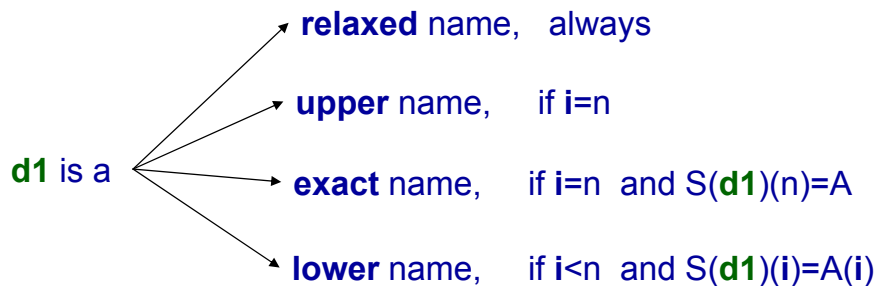 relaxed name, always
upper name, if i=n
d1 is a
exact name, if i=n and S(d1)(n)=A
lower name, if i<n and S(d1)(i)=A(i)